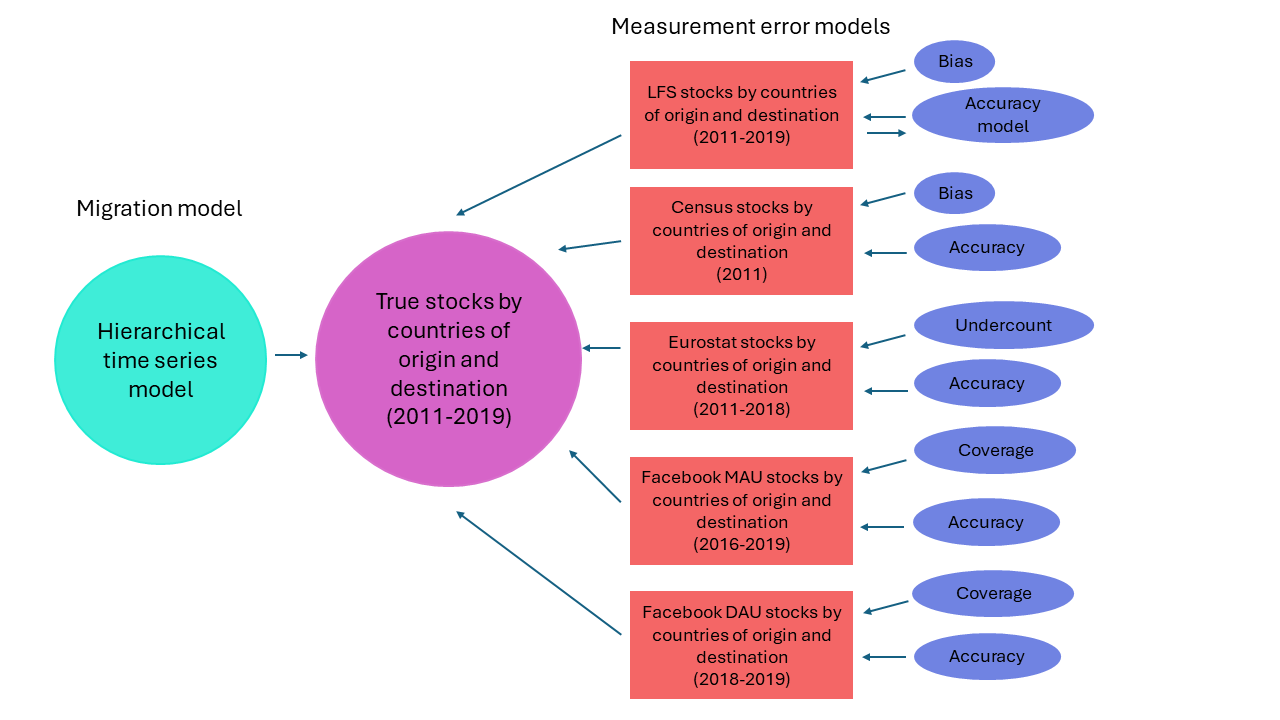 Measurement error models
Bias
LFS stocks by countries
of origin and destination
(2011-2019)
Accuracy
model
Migration model
Census stocks by
countries of origin and
destination
(2011)
Bias
Accuracy
Hierarchical
time series
model
True stocks by
countries of
origin and
destination
(2011-2019)
Eurostat stocks by
countries of origin and
destination
(2011-2018)
Undercount
Accuracy
Facebook MAU stocks by
countries of origin and
destination
(2016-2019)
Coverage
Accuracy
Facebook DAU stocks by
countries of origin and
destination
(2018-2019)
Coverage
Accuracy